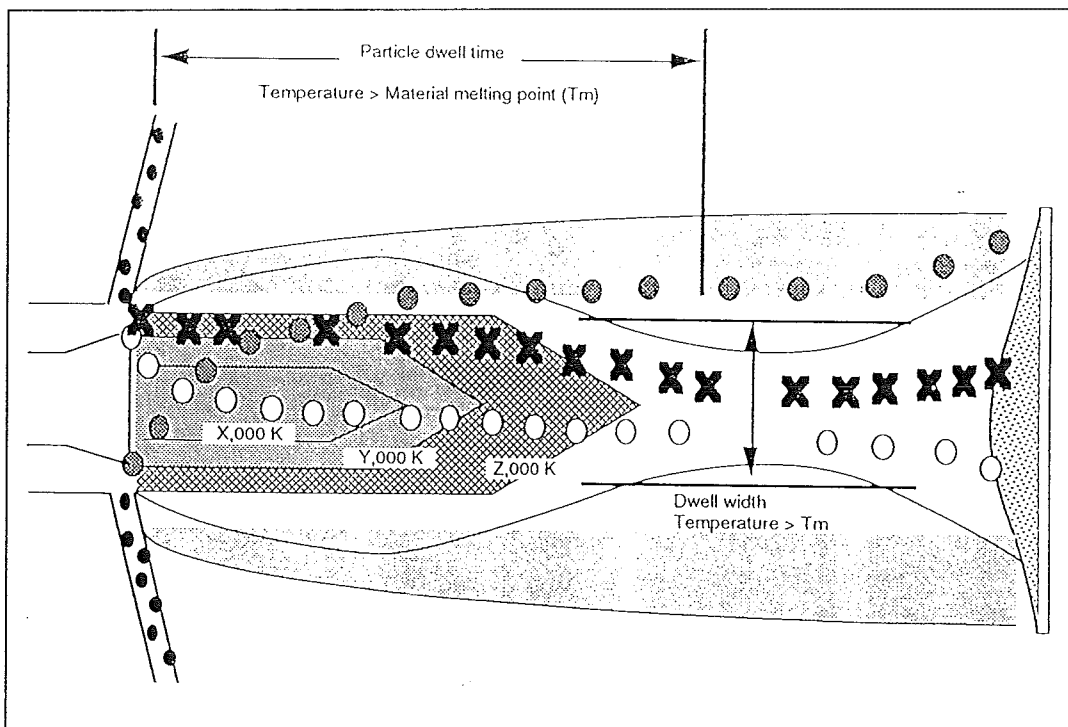 Particle dwell time
Temperature > Material melting point (Tm)
X,000 K
Y,000 K
Z,000 K
Dwell width
Temperature > Tm